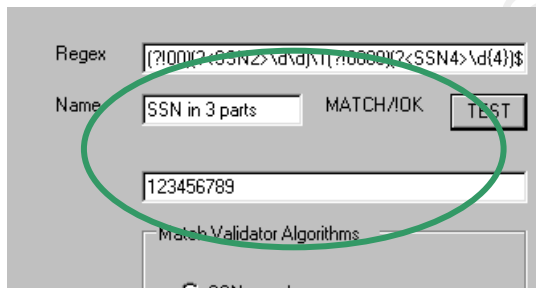 Regex (?!00)(?<SSN2>\d\d)\1(?!0000)(?<SSN4>\d{4})$
Name SSN in 3 parts MATCH/!OK TEST
123456789
Match Validator Algorithms